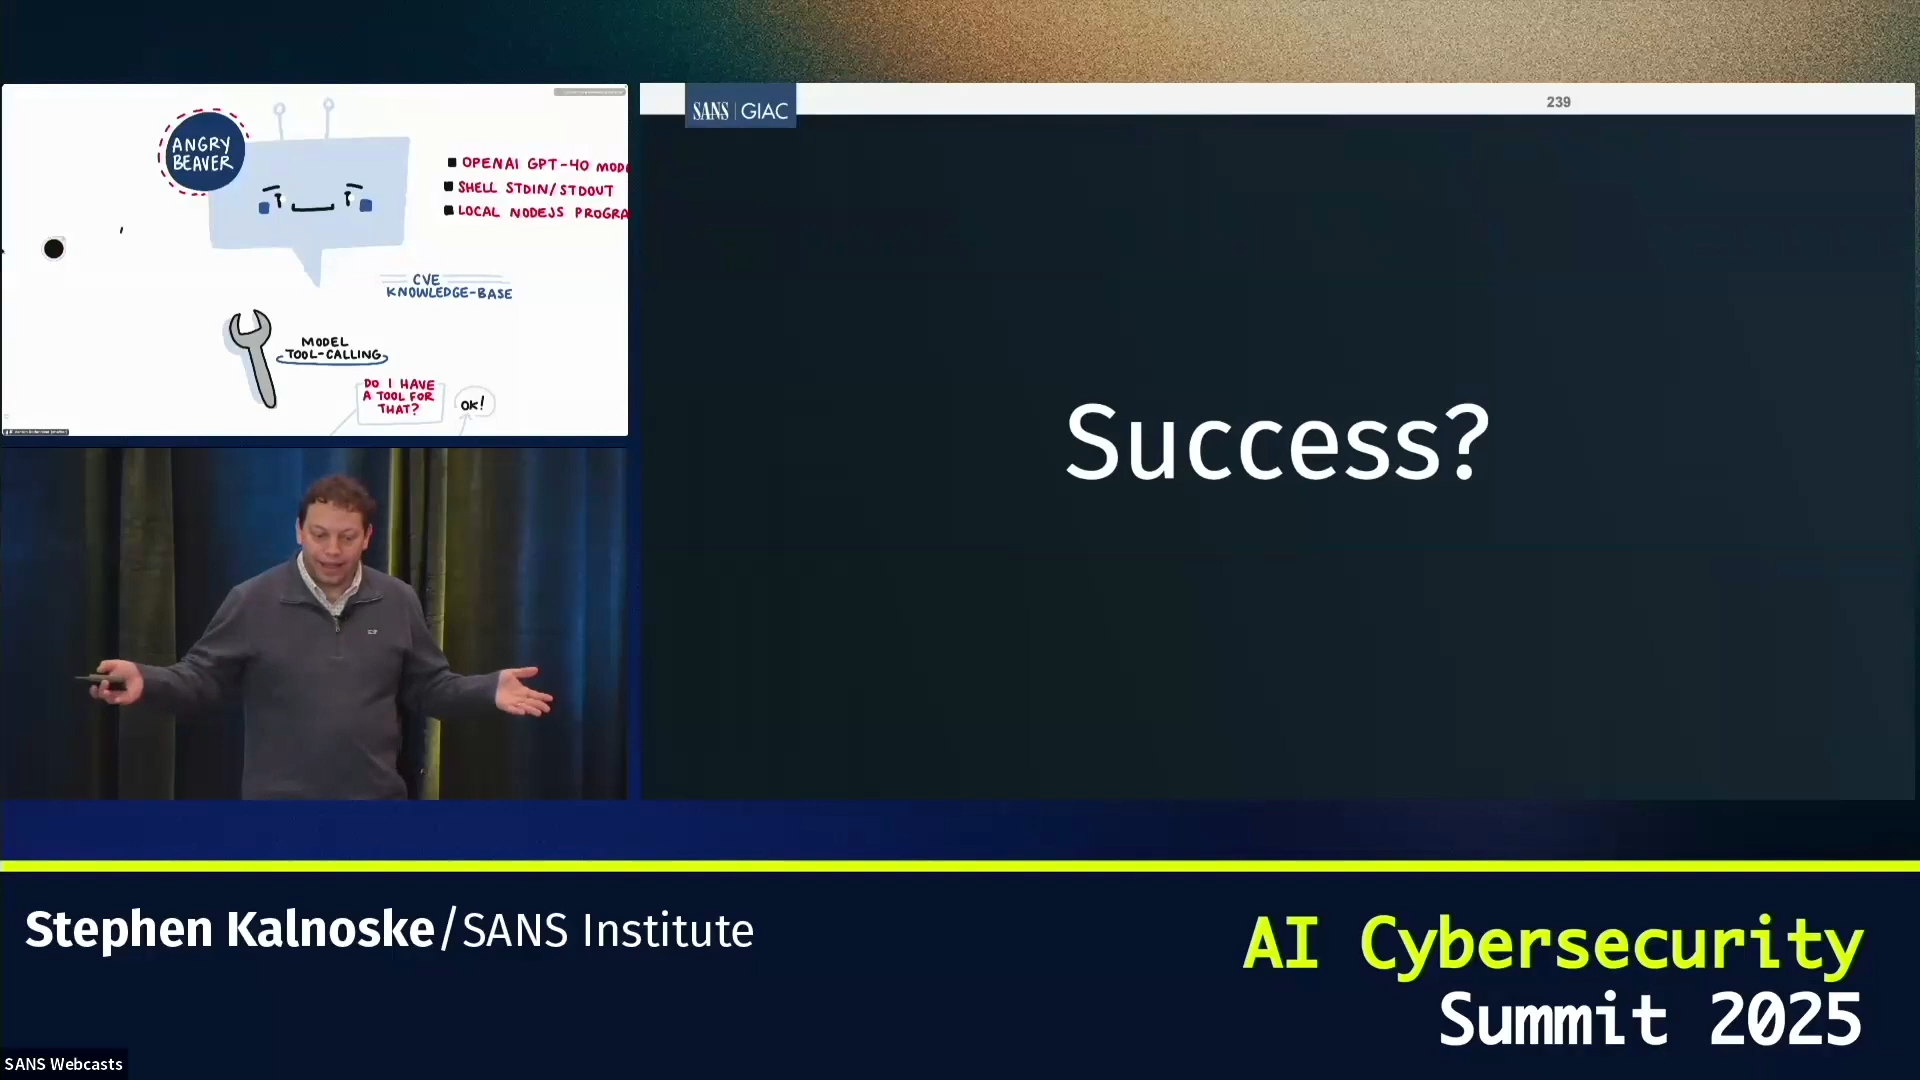 ANGRY
BEAVER
OPENAI GPT-4O
SHELL STDIN/STDOUT
LOCAL NODEJS
CVE
KNOWLEDGE-BASE
MODEL
TOOL-CALLING
DO I HAVE
A TOOL FOR
THAT?
OK!
SANS | GIAC
239
Success?
Stephen Kalnoske/SANS Institute
AI Cybersecurity
Summit 2025
SANS Webcasts